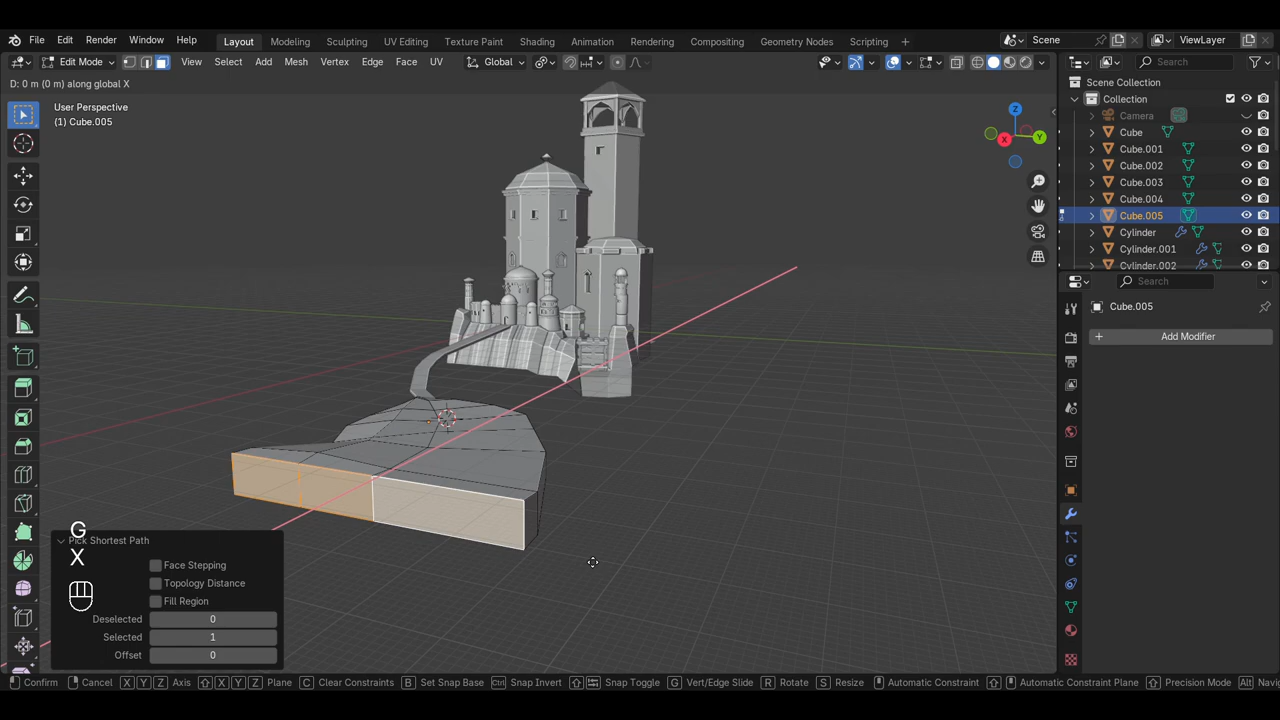 File Edit Render Window Help Layout Modeling Sculpting UV Editing Texture Paint Shading Animation Rendering Compositing Geometry Nodes Scripting + Scene ViewLayer
Edit Mode View Select Add Mesh Vertex Edge Face UV Global Search
D: 0 m (0 m) along global X
Scene Collection
User Perspective
Collection
(1) Cube.005
Camera
Cube
Cube.001
Cube.002
Cube.003
Cube.004
Cube.005
Cylinder
Cylinder.001
Cylinder.002
Search
Cube.005
+ Add Modifier
Z
Y
X
G
X
Pick Shortest Path
Face Stepping
Topology Distance
Fill Region
Deselected 0
Selected 1
Offset 0
Confirm Cancel X Y Z Axis X Y Z Plane C Clear Constraints B Set Snap Base Ctrl Snap Invert Snap Toggle G Vert/Edge Slide R Rotate S Resize Automatic Constraint Automatic Constraint Plane Precision Mode Alt Navig